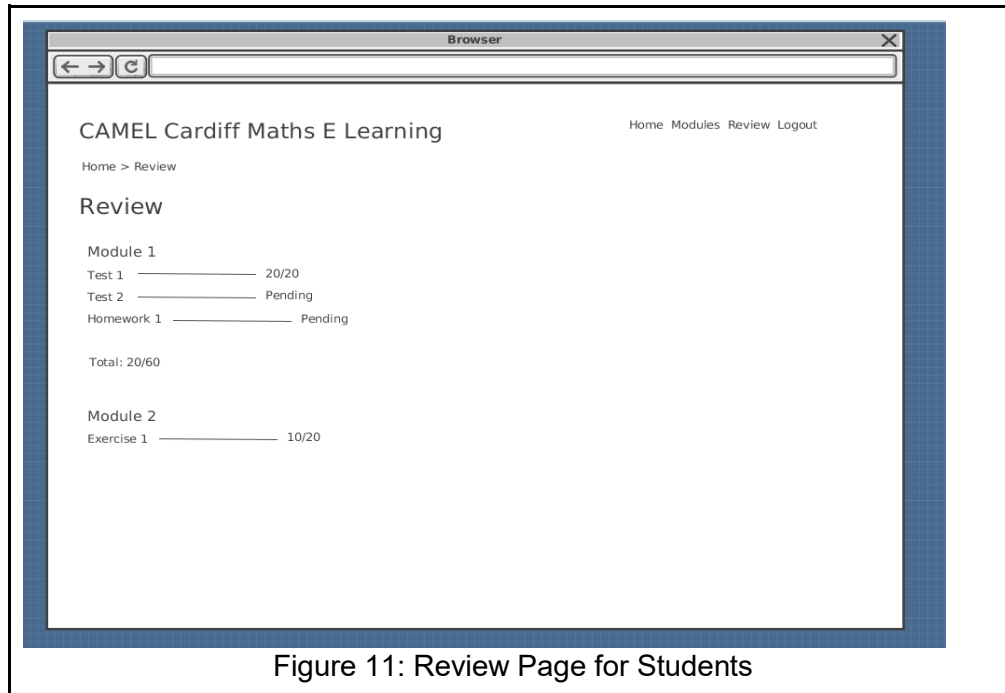 Browser
CAMEL Cardiff Maths E Learning
Home Modules Review Logout
Home > Review
Review
Module 1
Test 1 20/20
Test 2 Pending
Homework 1 Pending
Total: 20/60
Module 2
Exercise 1 10/20
Figure 11: Review Page for Students